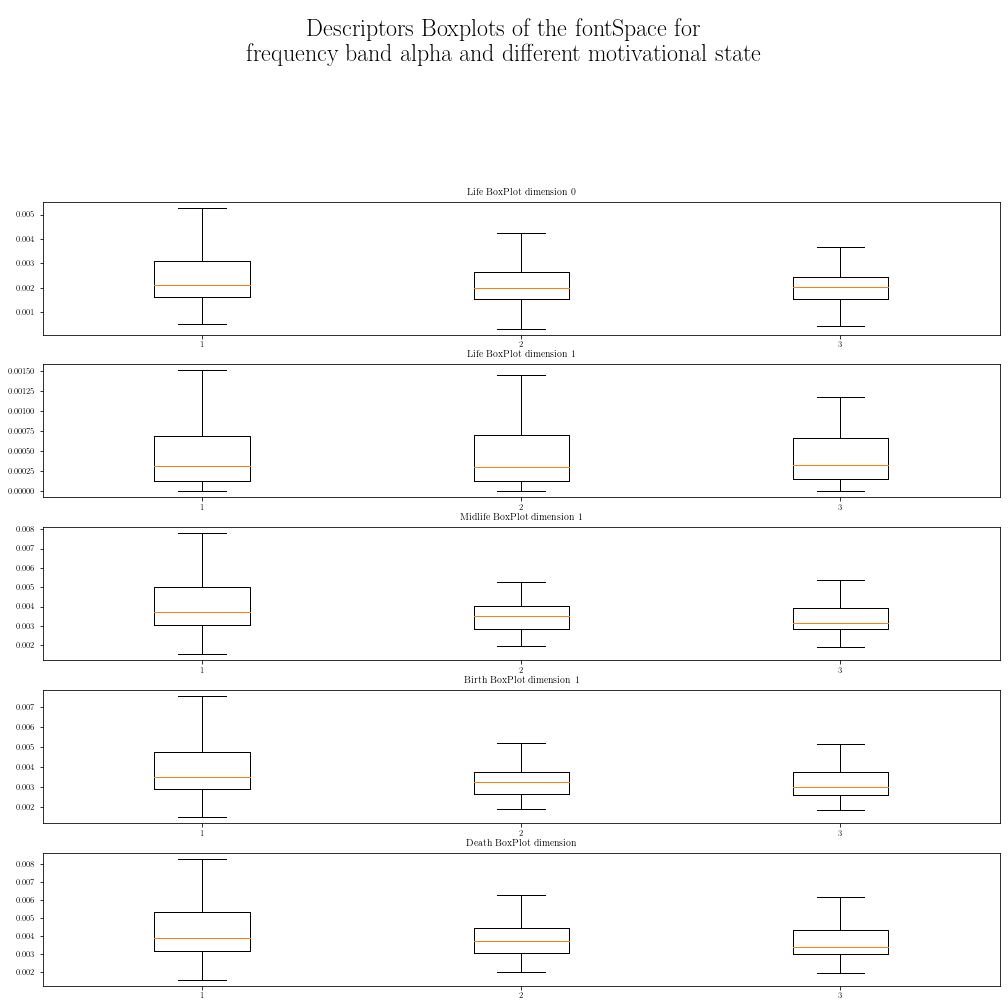 Descriptors Boxplots of the fontSpace for
frequency band alpha and different motivational state
Life BoxPlot dimension 0
0.005
0.004
0.003
0.002
0.001
1 2 3
Life BoxPlot dimension 1
0.00150
0.00125
0.00100
0.00075
0.00050
0.00025
0.00000
1 2 3
Midlife BoxPlot dimension 1
0.008
0.007
0.006
0.005
0.004
0.003
0.002
1 2 3
Birth BoxPlot dimension 1
0.007
0.006
0.005
0.004
0.003
0.002
1 2 3
Death BoxPlot dimension
0.008
0.007
0.006
0.005
0.004
0.003
0.002
1 2 3